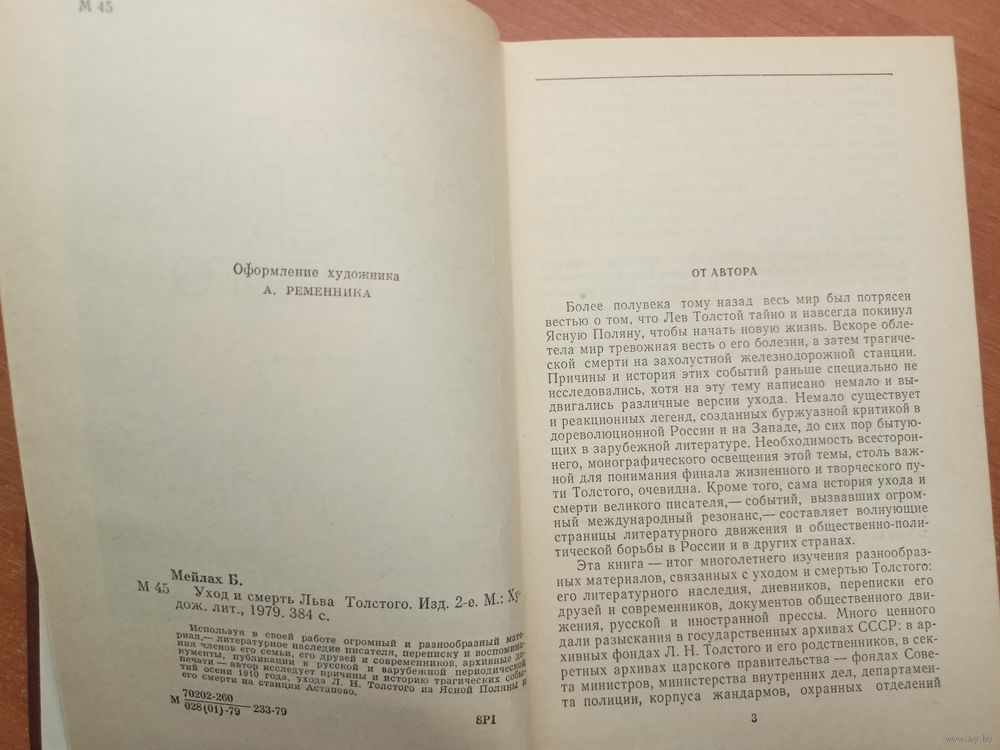 М 45
Оформление художника
А. РЕМЕННИКА
Мейлах Б.
М 45
Уход и смерть Льва Толстого. Изд. 2-е. М.: Ху-
дож. лит., 1979. 384 с.
Используя в своей работе огромный и разнообразный мате-
риал,— литературное наследие писателя, переписку и воспомина-
ния членов его семьи, его друзей и современников, архивные до-
кументы, публикации в русской и зарубежной периодической
печати — автор исследует причины и историю трагических собы-
тий осени 1910 года, ухода Л. Н. Толстого из Ясной Поляны и
его смерти на станции Астапово.
М 70202-260
028(01)-79 233-79
8Р1
ОТ АВТОРА
Более полувека тому назад весь мир был потрясен
вестью о том, что Лев Толстой тайно и навсегда покинул
Ясную Поляну, чтобы начать новую жизнь. Вскоре обле-
тела мир тревожная весть о его болезни, а затем трагиче-
ской смерти на захолустной железнодорожной станции.
Причины и история этих событий раньше специально не
исследовались, хотя на эту тему написано немало и вы-
двигались различные версии ухода. Немало существует
и реакционных легенд, созданных буржуазной критикой в
дореволюционной России и на Западе, до сих пор бытую-
щих в зарубежной литературе. Необходимость всесторон-
него, монографического освещения этой темы, столь важ-
ной для понимания финала жизненного и творческого пу-
ти Толстого, очевидна. Кроме того, сама история ухода и
смерти великого писателя,— событий, вызвавших огром-
ный международный резонанс,— составляет волнующие
страницы литературного движения и общественно-поли-
тической борьбы в России и в других странах.
Эта книга — итог многолетнего изучения разнообраз-
ных материалов, связанных с уходом и смертью Толстого:
его литературного наследия, дневников, переписки его
друзей и современников, документов общественного дви-
жения, русской и иностранной прессы. Много ценного
дали разыскания в государственных архивах СССР: в ар-
хивных фондах Л. Н. Толстого и его родственников, в сек-
ретных архивах царского правительства — фондах Сове-
та министров, министерства внутренних дел, департамен-
та полиции, корпуса жандармов, охранных отделений
3
www.ay.by